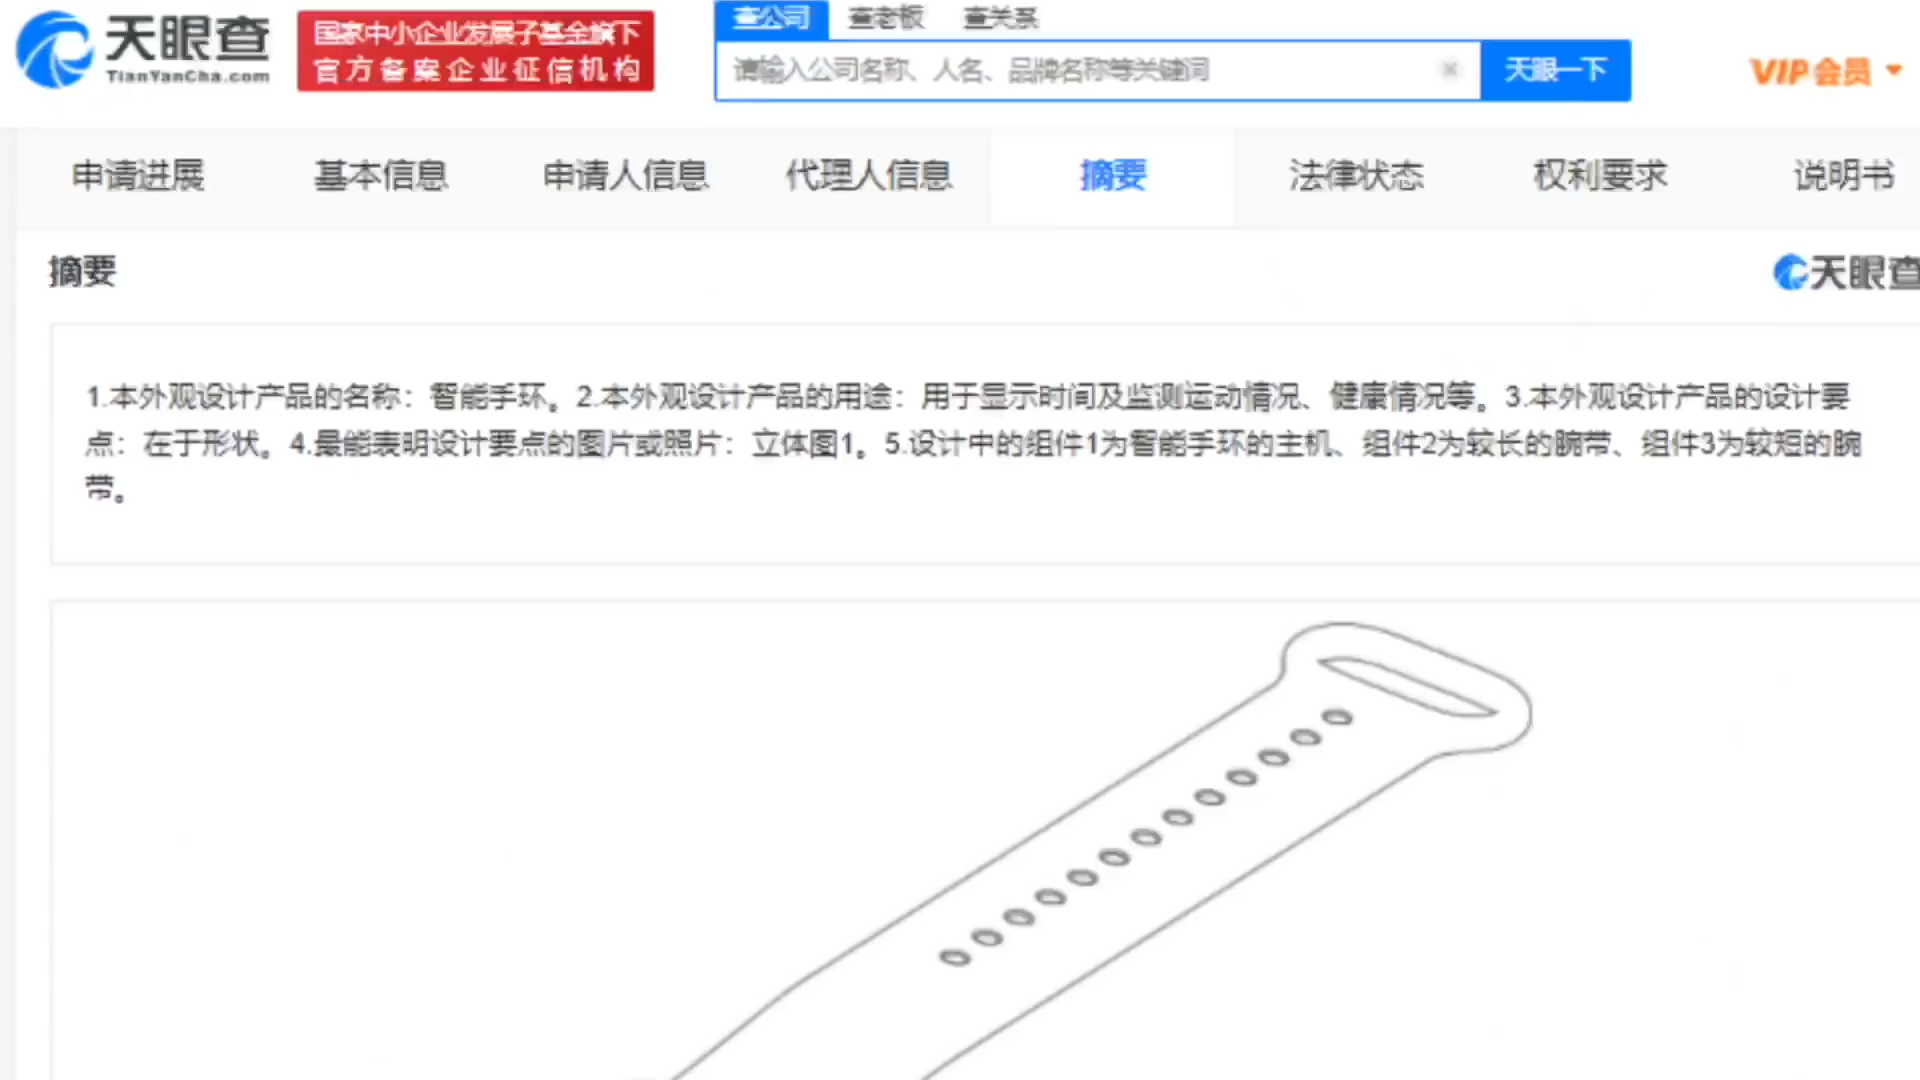 天眼查
TianYanCha.com
国家中小企业发展子基金旗下
官方备案企业征信机构
查公司 查老板 查关系
请输入公司名称、人名、品牌名称等关键词
天眼一下
VIP会员
申请进展 基本信息 申请人信息 代理人信息 摘要 法律状态 权利要求 说明书
摘要
天眼查
1.本外观设计产品的名称：智能手环。2.本外观设计产品的用途：用于显示时间及监测运动情况、健康情况等。3.本外观设计产品的设计要
点：在于形状。4.最能表明设计要点的图片或照片：立体图1。5.设计中的组件1为智能手环的主机、组件2为较长的腕带、组件3为较短的腕
带。